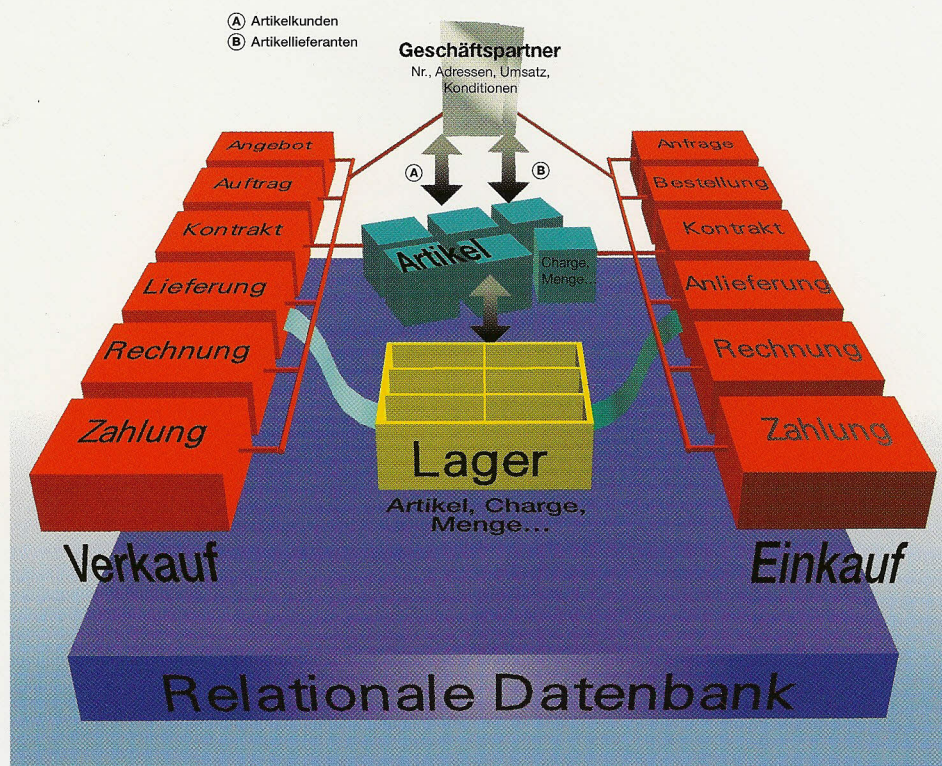 A Artikelkunden
B Artikellieferanten
Geschäftspartner
Nr., Adressen, Umsatz,
Konditionen
A
B
Angebot
Auftrag
Kontrakt
Lieferung
Rechnung
Zahlung
Verkauf
Artikel
Charge,
Menge...
Lager
Artikel, Charge,
Menge...
Anfrage
Bestellung
Kontrakt
Anlieferung
Rechnung
Zahlung
Einkauf
Relationale Datenbank